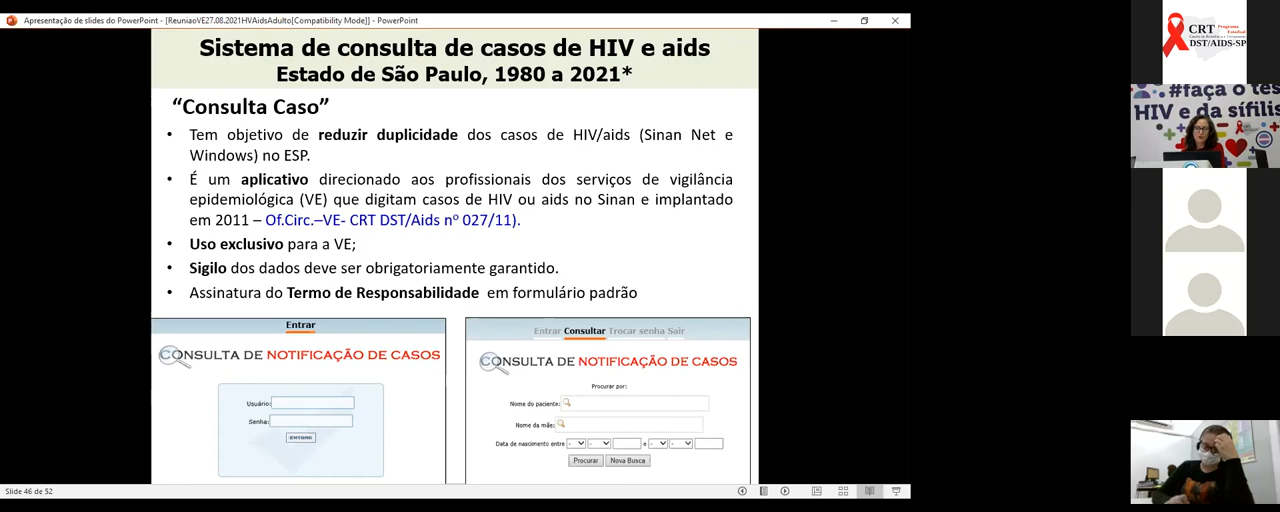 Apresentação de slides do PowerPoint - [ReuniaoVE27.08.2021HVAidsAdulto[Compatibility Mode]] - PowerPoint
Sistema de consulta de casos de HIV e aids
Estado de São Paulo, 1980 a 2021*
“Consulta Caso”
• Tem objetivo de reduzir duplicidade dos casos de HIV/aids (Sinan Net e
Windows) no ESP.
• É um aplicativo direcionado aos profissionais dos serviços de vigilância
epidemiológica (VE) que digitam casos de HIV ou aids no Sinan e implantado
em 2011 – Of.Circ.–VE- CRT DST/Aids nº 027/11).
• Uso exclusivo para a VE;
• Sigilo dos dados deve ser obrigatoriamente garantido.
• Assinatura do Termo de Responsabilidade em formulário padrão
Entrar
CONSULTA DE NOTIFICAÇÃO DE CASOS
Usuário:
Senha:
ENTRAR
Entrar Consultar Trocar senha Sair
CONSULTA DE NOTIFICAÇÃO DE CASOS
Procurar por:
Nome do paciente:
Nome da mãe:
Data de nascimento entre - - e - -
Procurar Nova Busca
Slide 46 de 52
CRT Programa
Estadual
DST/AIDS-SP
#faça o tes
HIV e da sífilis